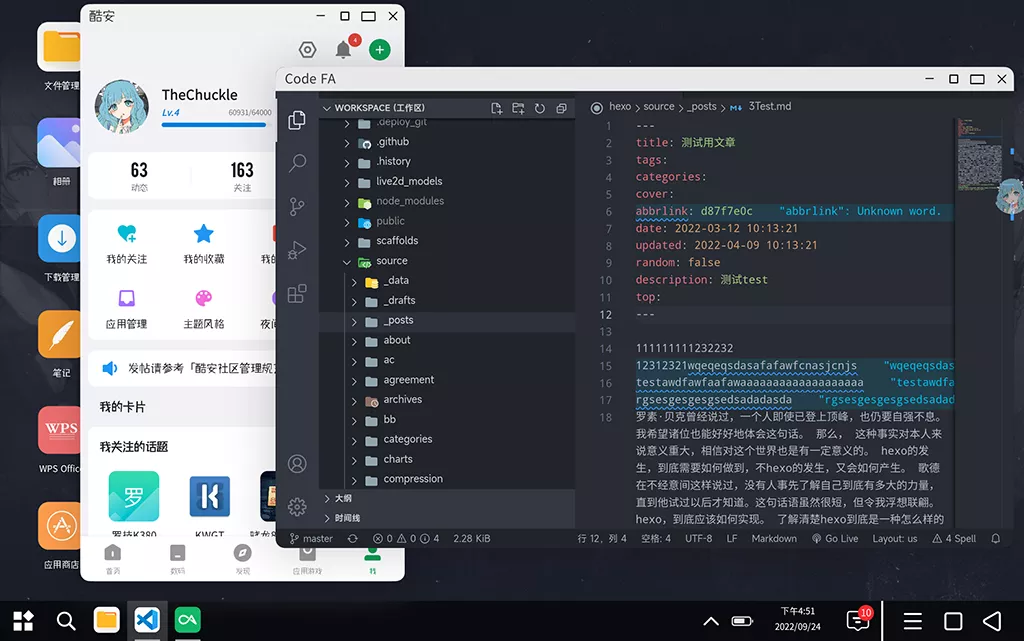 文件管理
相册
下载管理
笔记
WPS
WPS Office
应用商店
酷安
4
TheChuckle
Lv.4
60931/64000
63
163
动态
关注
我的关注
我的收藏
应用管理
主题风格
发帖请参考「酷安社区管理规
我的卡片
我关注的话题
罗
罗技K380
KWGT
首页
数码
发现
应用游戏
我
Code FA
WORKSPACE (工作区)
.deploy_git
.github
.history
live2d_models
node_modules
public
scaffolds
source
_data
_drafts
_posts
about
ac
agreement
archives
bb
categories
charts
compression
大纲
时间线
hexo > source > _posts > 3Test.md
1 ---
2 title: 测试用文章
3 tags:
4 categories:
5 cover:
6 abbrlink: d87f7e0c "abbrlink": Unknown word.
7 date: 2022-03-12 10:13:21
8 updated: 2022-04-09 10:13:21
9 random: false
10 description: 测试test
11 top:
12 ---
13
14 111111111232232
15 12312321wqeqeqsdasafafawfcnasjcnjs "wqeqeqsdas
16 testawdfawfaafawaaaaaaaaaaaaaaaaaaa "testawdfa
17 rgsesgesgesgsedsadadasda "rgsesgesgesgsedsadad
18 罗素·贝克曾经说过，一个人即使已登上顶峰，也仍要自强不息。
我希望诸位也能好好地体会这句话。 那么， 这种事实对本人来
说意义重大，相信对这个世界也是有一定意义的。 hexo的发
生，到底需要如何做到，不hexo的发生，又会如何产生。 歌德
在不经意间这样说过，没有人事先了解自己到底有多大的力量，
直到他试过以后才知道。这句话语虽然很短，但令我浮想联翩。
hexo，到底应该如何实现。 了解清楚hexo到底是一种怎么样的
master
0 0 4
2.28 KiB
行 12，列 4
空格: 4
UTF-8
LF
Markdown
Go Live
Layout: us
4 Spell
下午4:51
2022/09/24
10